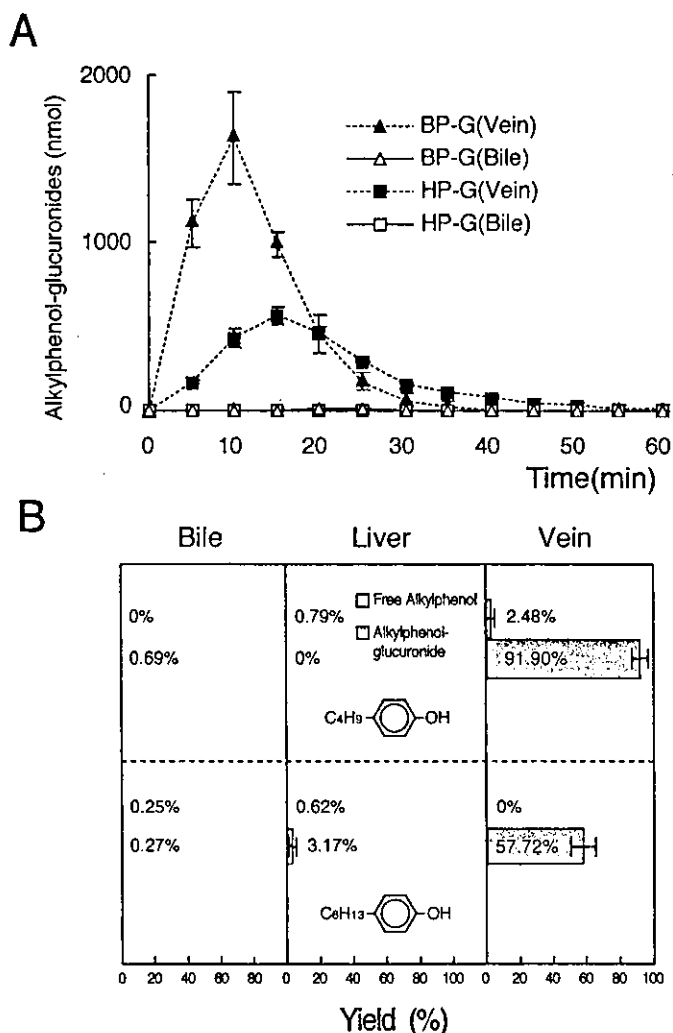 A
2000
1000
0
Alkylphenol-glucuronides (nmol)
BP-G(Vein)
BP-G(Bile)
HP-G(Vein)
HP-G(Bile)
0 10 20 30 40 50 60
Time(min)
B
Bile Liver Vein
0% 0.79% Free Alkylphenol 2.48%
0.69% 0% Alkylphenol-glucuronide 91.90%
C4H9 OH
0.25% 0.62% 0%
0.27% 3.17% 57.72%
C6H13 OH
0 20 40 60 80 100 0 20 40 60 80 100 0 20 40 60 80 100
Yield (%)